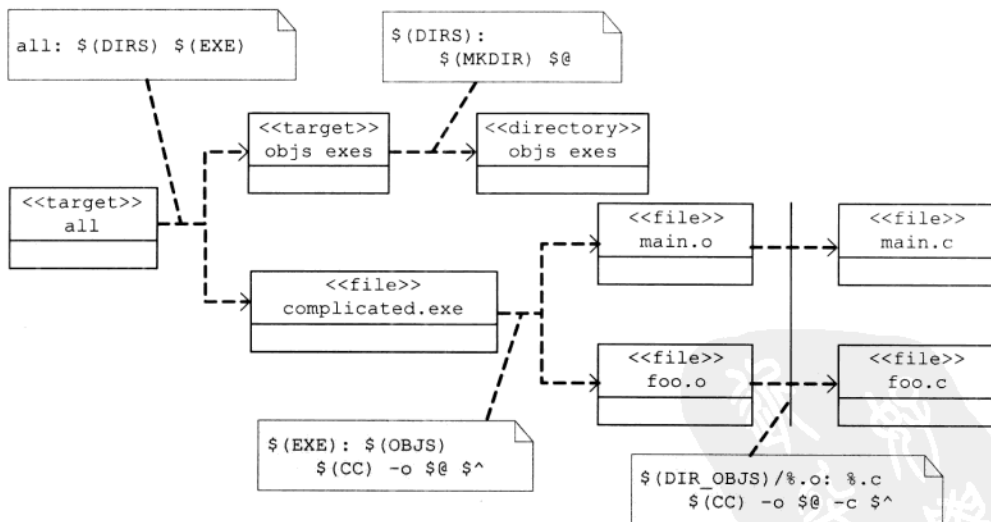 all: $(DIRS) $(EXE)
$(DIRS):
$(MKDIR) $@
<<target>>
objs exes
<<directory>>
objs exes
<<target>>
all
<<file>>
main.o
<<file>>
main.c
<<file>>
complicated.exe
<<file>>
foo.o
<<file>>
foo.c
$(EXE): $(OBJS)
$(CC) -o $@ $^
$(DIR_OBJS)/%.o: %.c
$(CC) -o $@ -c $^